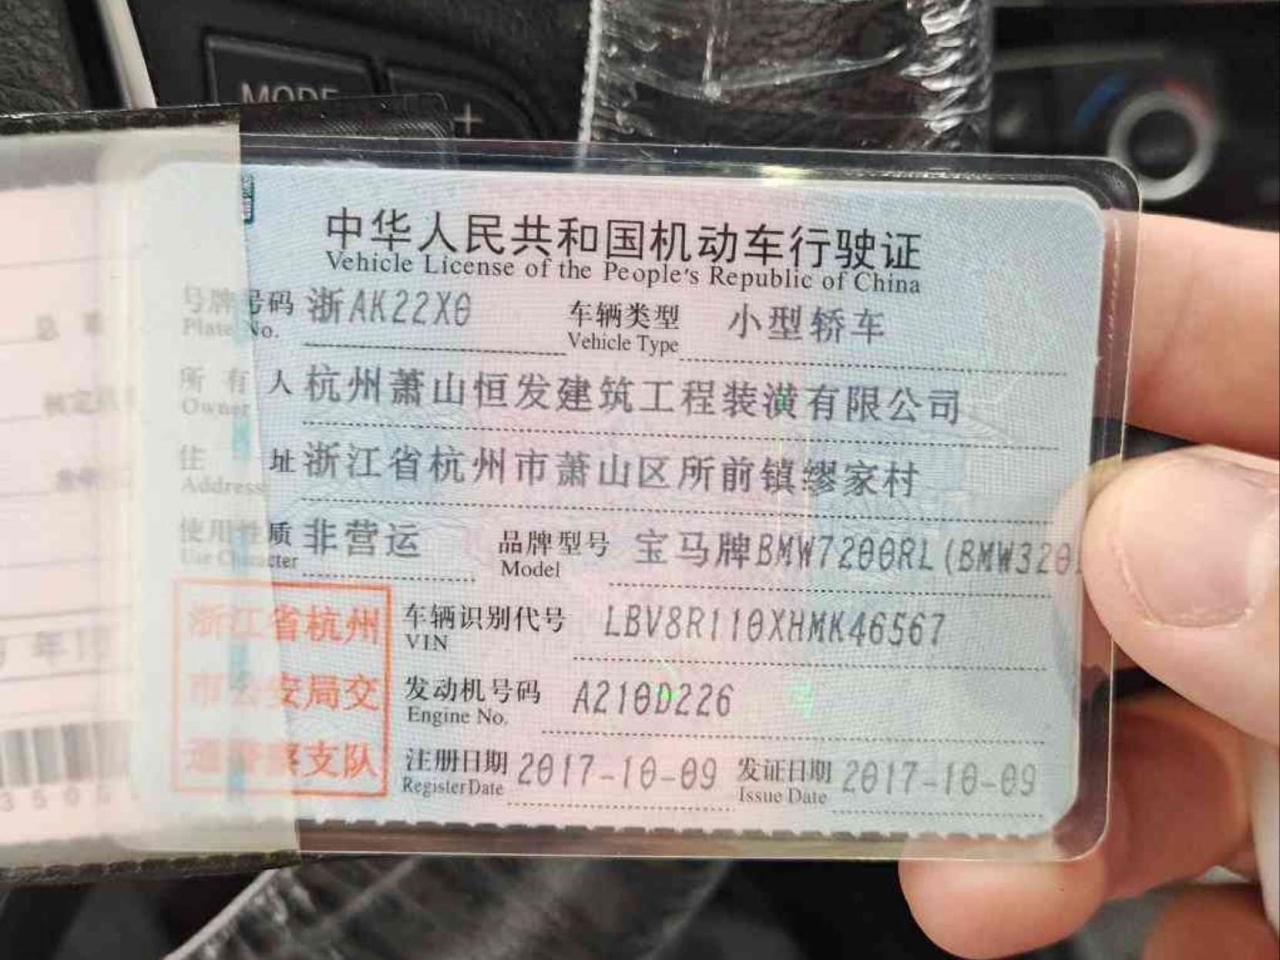 MODE
+
中华人民共和国机动车行驶证
Vehicle License of the People's Republic of China
号牌号码 浙AK22X0 车辆类型 小型轿车
Plate No. Vehicle Type
所有人 杭州萧山恒发建筑工程装潢有限公司
Owner
住址 浙江省杭州市萧山区所前镇缪家村
Address
使用性质 非营运 品牌型号 宝马牌BMW7200RL(BMW320
Use Character Model
浙江省杭州
市公安局交
通警察支队
车辆识别代号 LBV8R110XHMK46567
VIN
发动机号码 A210D226
Engine No.
注册日期 2017-10-09 发证日期 2017-10-09
Register Date Issue Date